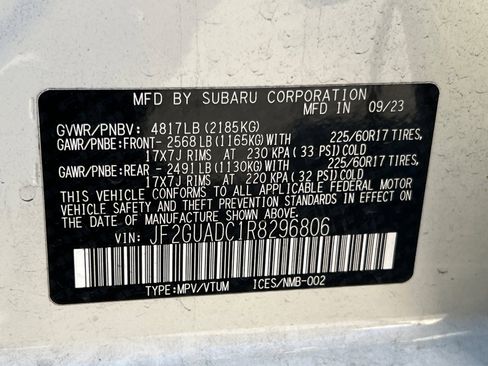 MFD BY SUBARU CORPORATION
MFD IN 09/23
GVWR/PNBV: 4817LB (2185KG)
GAWR/PNBE:FRONT-2568LB(1165KG)WITH 225/60R17 TIRES,
17X7J RIMS AT 230 KPA (33 PSI) COLD
GAWR/PNBE:REAR -2491LB(1130KG)WITH 225/60R17 TIRES,
17X7J RIMS AT 220 KPA (32 PSI) COLD
THIS VEHICLE CONFORMS TO ALL APPLICABLE FEDERAL MOTOR
VEHICLE SAFETY AND THEFT PREVENTION STANDARDS IN EFFECT ON
THE DATE OF MANUFACTURE SHOWN ABOVE.
VIN: JF2GUADC1R8296806
TYPE:MPV/VTUM ICES/NMB-002